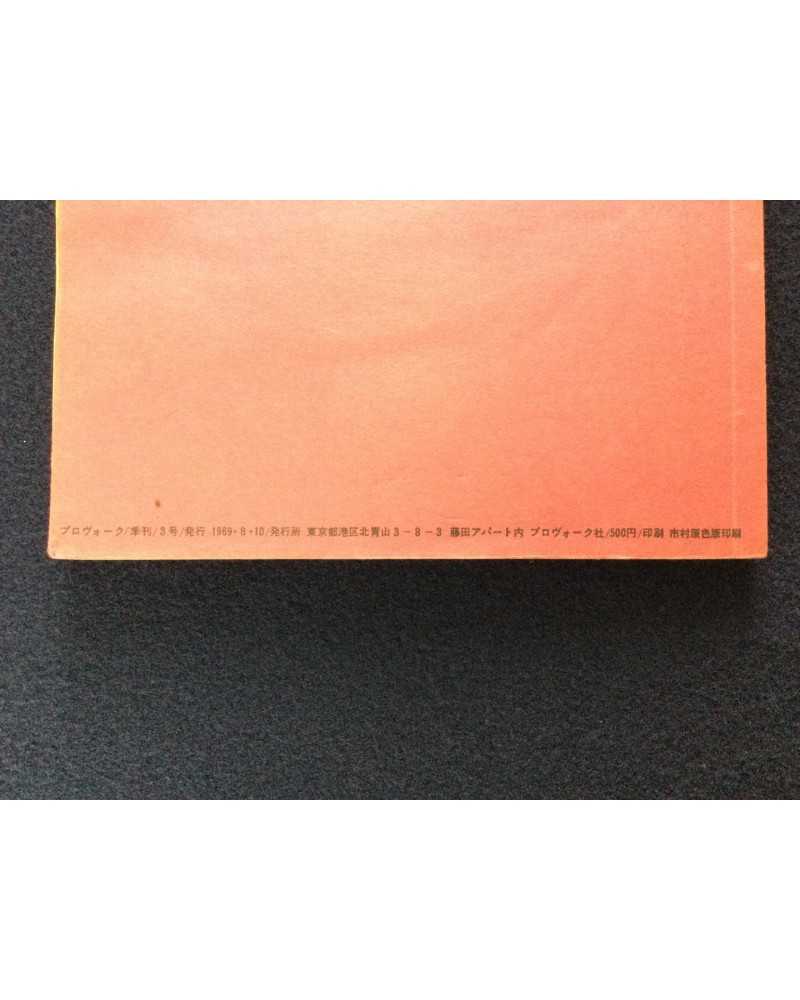 プロヴォーク/季刊/3号/発行 1969・8・10/発行所 東京都港区北青山3-8-3 藤田アパート内 プロヴォーク社/500円/印刷 市村原色版印刷